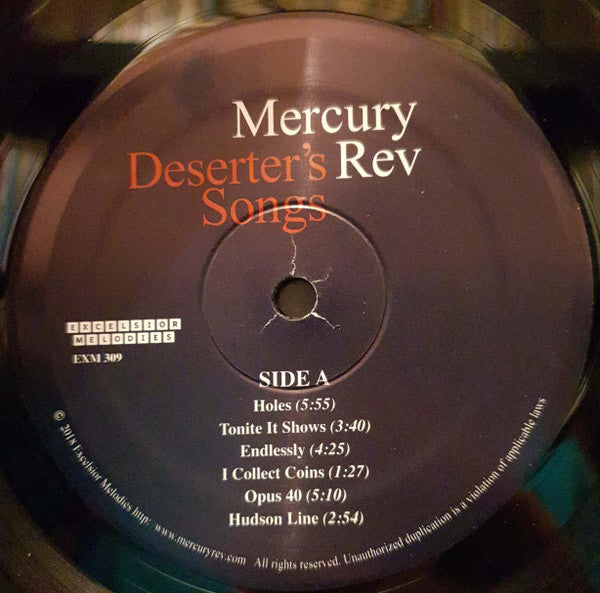 Mercury
Deserter's Rev
Songs
EXCELSIOR
MELODIES
EXM 309
SIDE A
Holes (5:55)
Tonite It Shows (3:40)
Endlessly (4:25)
I Collect Coins (1:27)
Opus 40 (5:10)
Hudson Line (2:54)
© 2018 Excelsior Melodies http: www.mercuryrev.com All rights reserved. Unauthorized duplication is a violation of applicable laws